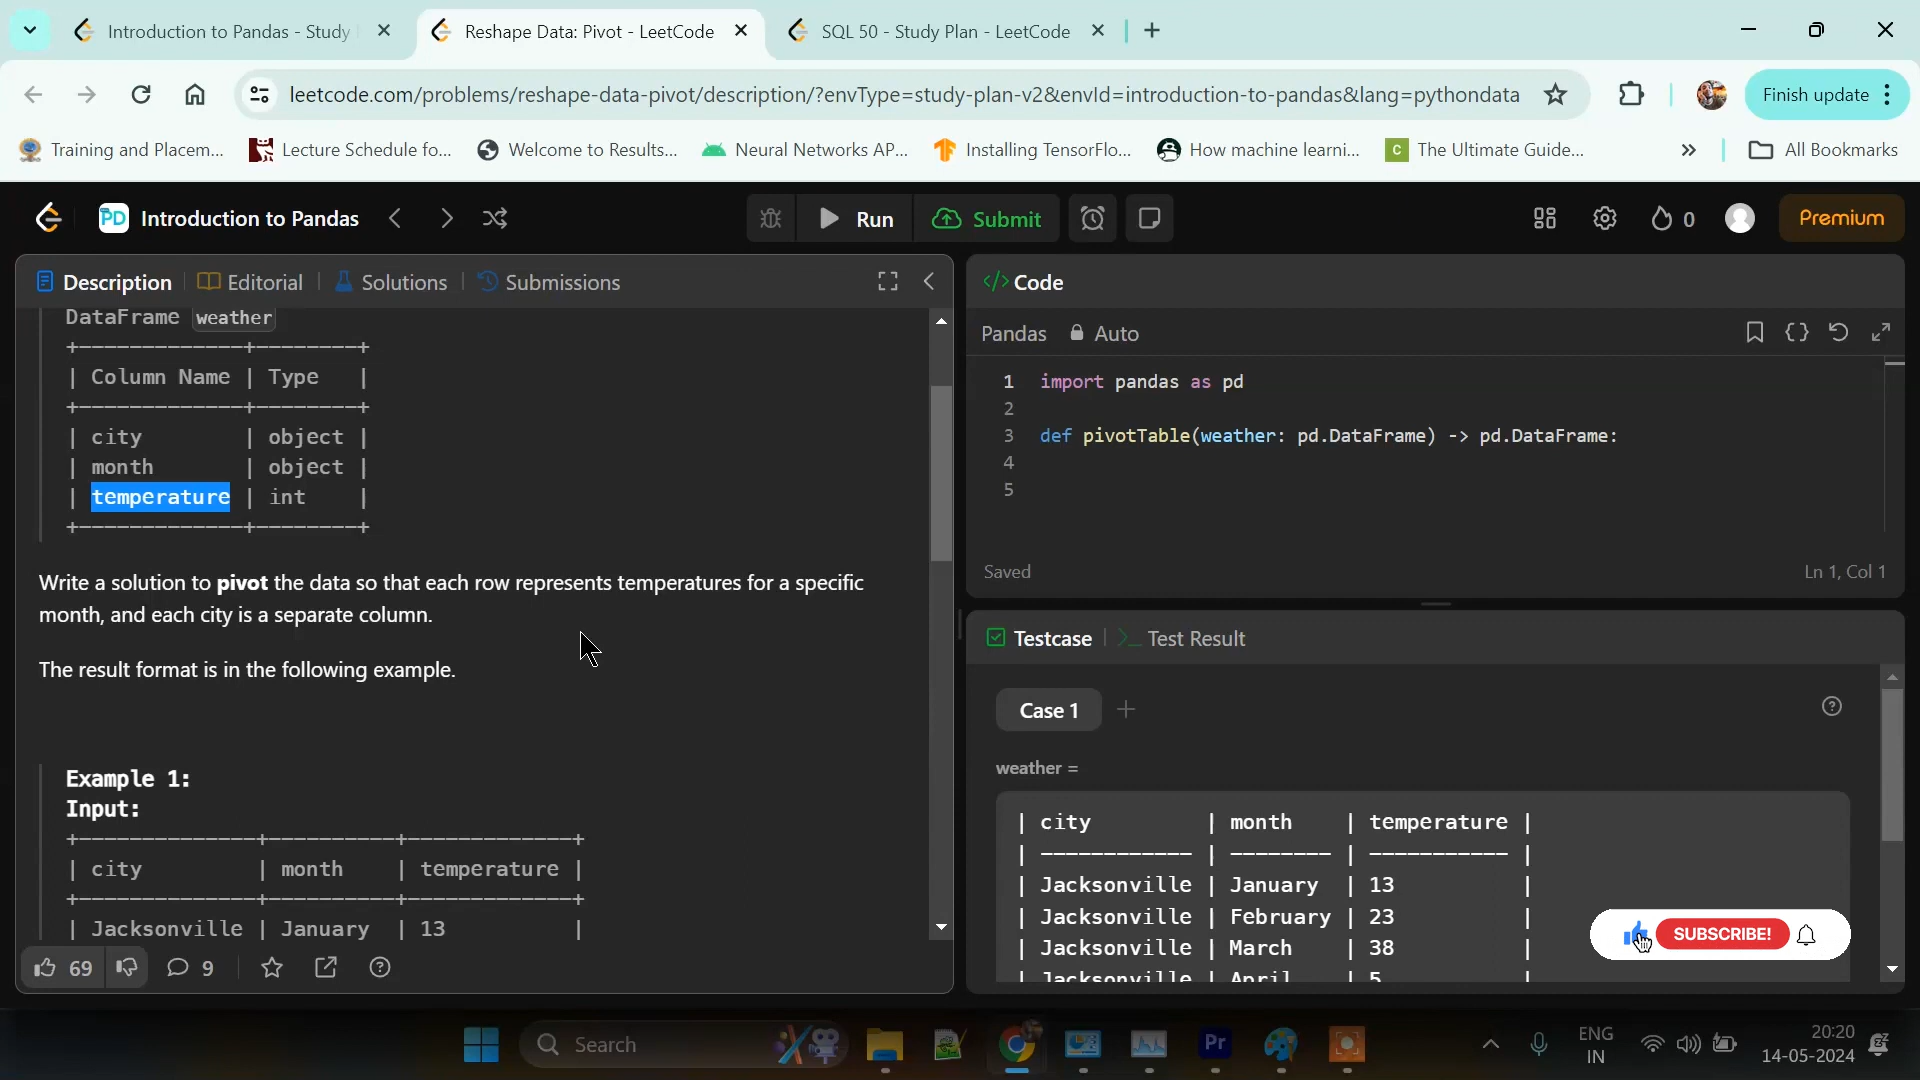 Introduction to Pandas - Study
Reshape Data: Pivot - LeetCode
SQL 50 - Study Plan - LeetCode
leetcode.com/problems/reshape-data-pivot/description/?envType=study-plan-v2&envId=introduction-to-pandas&lang=pythondata
Finish update
Training and Placem...
Lecture Schedule fo...
Welcome to Results...
Neural Networks AP...
Installing TensorFlo...
How machine learni...
The Ultimate Guide...
»
All Bookmarks
PD Introduction to Pandas
Run
Submit
0
Premium
Description
Editorial
Solutions
Submissions
DataFrame weather
+-------------+--------+
| Column Name | Type   |
+-------------+--------+
| city        | object |
| month       | object |
| temperature | int    |
+-------------+--------+
Write a solution to pivot the data so that each row represents temperatures for a specific
month, and each city is a separate column.
The result format is in the following example.
Example 1:
Input:
+--------------+----------+-------------+
| city         | month    | temperature |
+--------------+----------+-------------+
| Jacksonville | January  | 13          |
69
9
</> Code
Pandas
Auto
1 import pandas as pd
2
3 def pivotTable(weather: pd.DataFrame) -> pd.DataFrame:
4
5
Saved
Ln 1, Col 1
Testcase
>_ Test Result
Case 1
weather =
| city         | month    | temperature |
| ------------ | -------- | ----------- |
| Jacksonville | January  | 13          |
| Jacksonville | February | 23          |
| Jacksonville | March    | 38          |
| Jacksonville | April    | 5           |
SUBSCRIBE!
Search
Pr
ENG
IN
20:20
14-05-2024